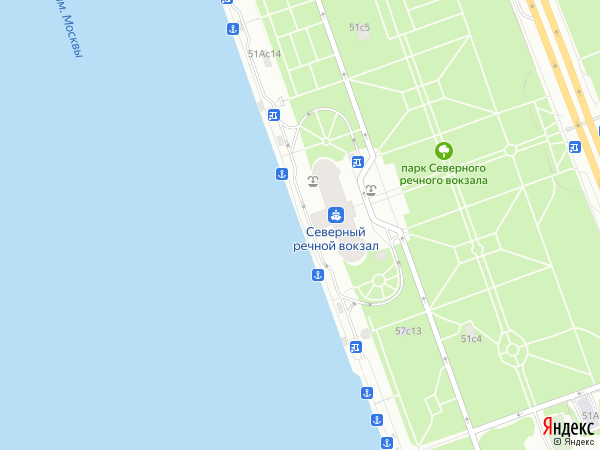 им. Москвы
51с5
51Ас14
парк Северного
речного вокзала
Северный
речной вокзал
57с13
51с4
51А
Яндекс
© Яндекс